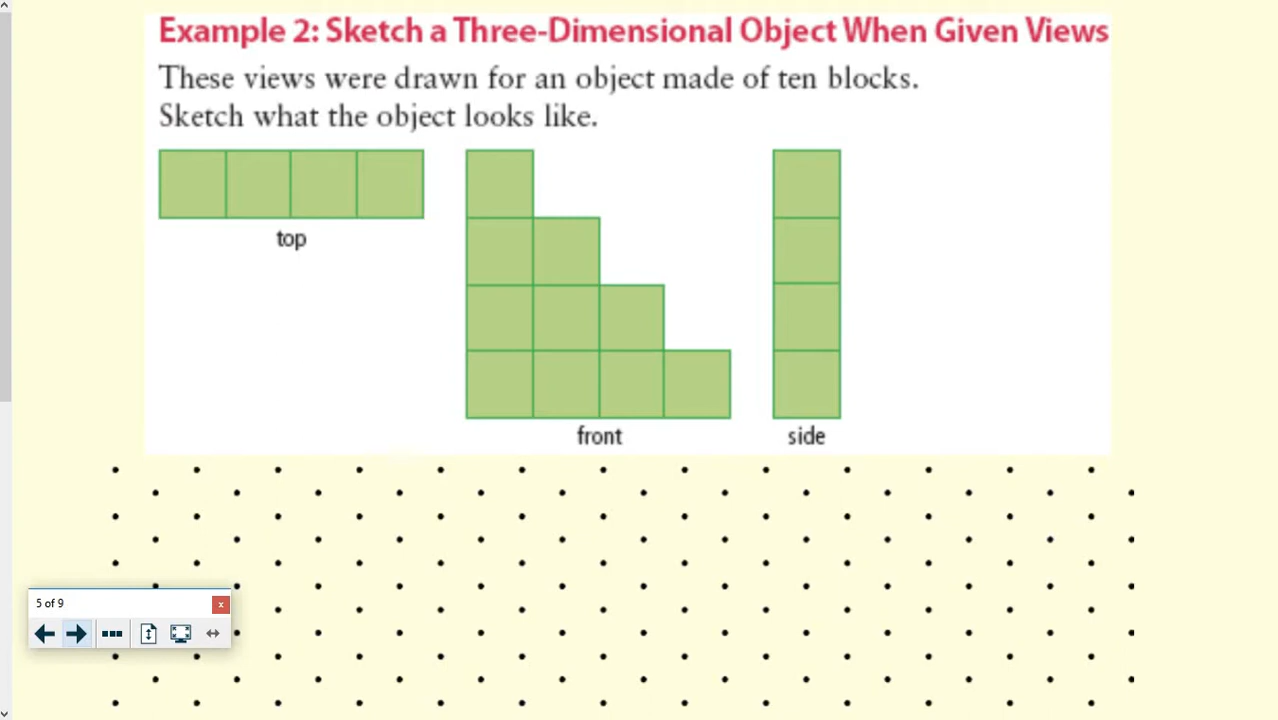 Example 2: Sketch a Three-Dimensional Object When Given Views
These views were drawn for an object made of ten blocks.
Sketch what the object looks like.
top
front
side
5 of 9
x